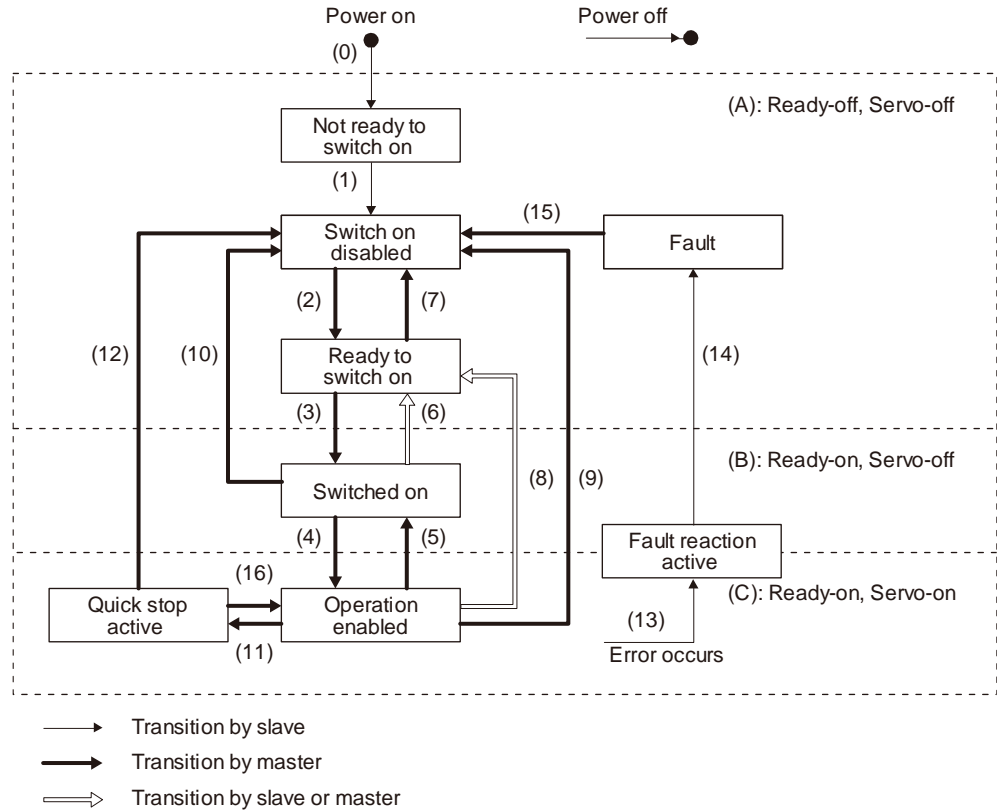 Power on
Power off
(0)
(A): Ready-off, Servo-off
Not ready to
switch on
(1)
(15)
Switch on
disabled
Fault
(2)
(7)
(12)
(10)
(14)
Ready to
switch on
(3)
(6)
(B): Ready-on, Servo-off
(8)
(9)
Switched on
(4)
(5)
Fault reaction
active
(16)
(C): Ready-on, Servo-on
Quick stop
active
Operation
enabled
(13)
(11)
Error occurs
Transition by slave
Transition by master
Transition by slave or master